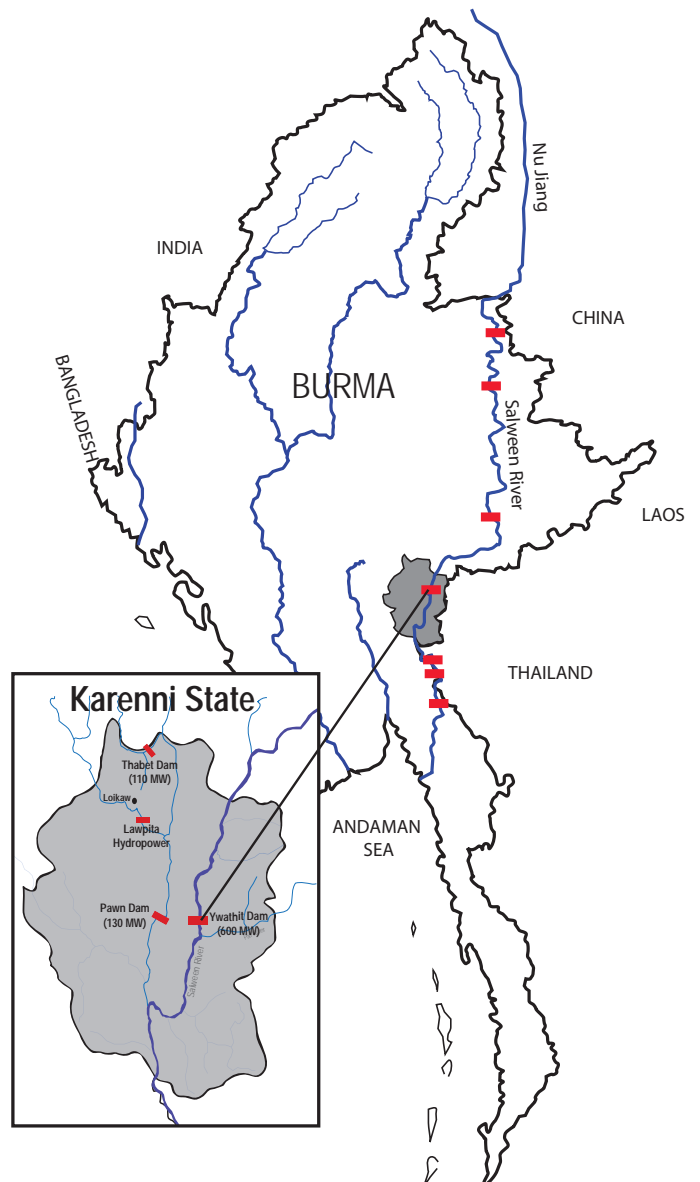 Nu Jiang
INDIA
CHINA
BANGLADESH
BURMA
Salween River
LAOS
THAILAND
Karenni State
Thabet Dam
(110 MW)
Loikaw
Lawpita
Hydropower
ANDAMAN
SEA
Pawn Dam
(130 MW)
Ywathit Dam
(600 MW)
Salween River